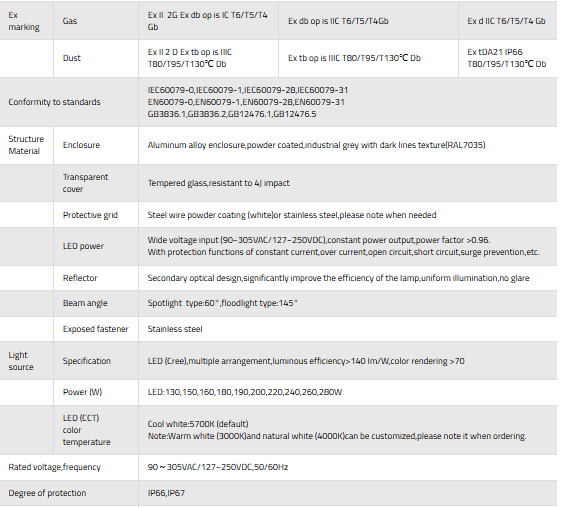 Ex marking
Gas
Ex II  2G Ex db op is IC T6/T5/T4 Gb
Ex db op is IIC T6/T5/T4Gb
Ex d IIC T6/T5/T4 Gb
Dust
Ex II 2 D Ex tb op is IIIC T80/T95/T130℃ Db
Ex tb op is IIIC T80/T95/T130℃ Db
Ex tDA21 IP66 T80/T95/T130℃ Db
Conformity to standards
IEC60079-0,IEC60079-1,IEC60079-28,IEC60079-31
EN60079-0,EN60079-1,EN60079-28,EN60079-31
GB3836.1,GB3836.2,GB12476.1,GB12476.5
Structure Material
Enclosure
Aluminum alloy enclosure,powder coated,industrial grey with dark lines texture(RAL7035)
Transparent cover
Tempered glass,resistant to 4J impact
Protective grid
Steel wire powder coating (white)or stainless steel,please note when needed
LED power
Wide voltage input (90~305VAC/127~250VDC),constant power output,power factor >0.96.
With protection functions of constant current,over current,open circuit,short circuit,surge prevention,etc.
Reflector
Secondary optical design,significantly improve the efficiency of the lamp,uniform illumination,no glare
Beam angle
Spotlight  type:60°,floodlight type:145°
Exposed fastener
Stainless steel
Light source
Specification
LED (Cree),multiple arrangement,luminous efficiency>140 lm/W,color rendering >70
Power (W)
LED:130,150,160,180,190,200,220,240,260,280W
LED (CCT) color temperature
Cool white:5700K (default)
Note:Warm white (3000K)and natural white (4000K)can be customized,please note it when ordering.
Rated voltage,frequency
90～305VAC/127~250VDC,50/60Hz
Degree of protection
IP66,IP67